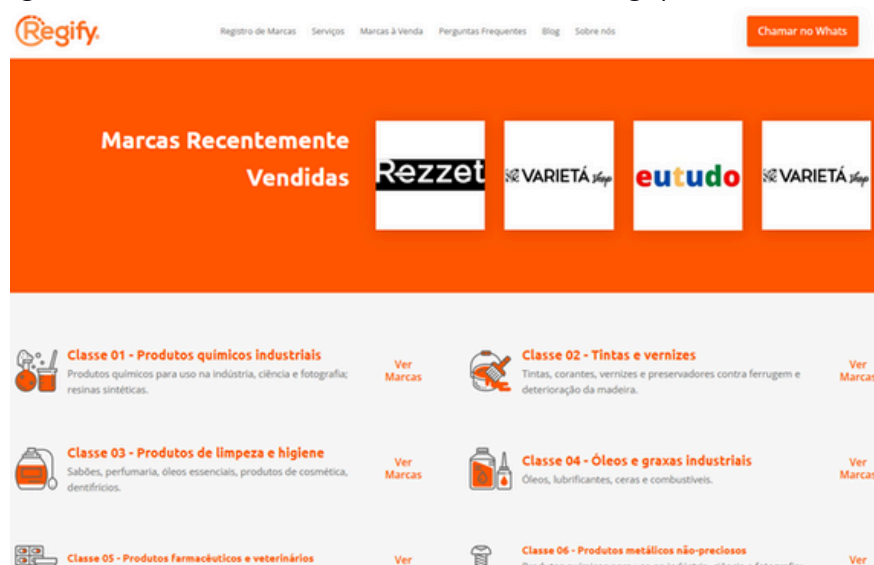 Regify.
Registro de Marcas Serviços Marcas à Venda Perguntas Frequentes Blog Sobre nós
Chamar no Whats
Marcas Recentemente
Vendidas
Rezzet
VARIETÁ Shop
eutudo
VARIETÁ Shop
Classe 01 - Produtos químicos industriais
Produtos químicos para uso na indústria, ciência e fotografia;
resinas sintéticas.
Ver
Marcas
Classe 02 - Tintas e vernizes
Tintas, corantes, vernizes e preservadores contra ferrugem e
deterioração da madeira.
Ver
Marcas
Classe 03 - Produtos de limpeza e higiene
Sabões, perfumaria, óleos essenciais, produtos de cosmética,
dentifrícios.
Ver
Marcas
Classe 04 - Óleos e graxas industriais
Óleos, lubrificantes, ceras e combustíveis.
Ver
Marcas
Classe 05 - Produtos farmacêuticos e veterinários
Ver
Classe 06 - Produtos metálicos não-preciosos
Ver